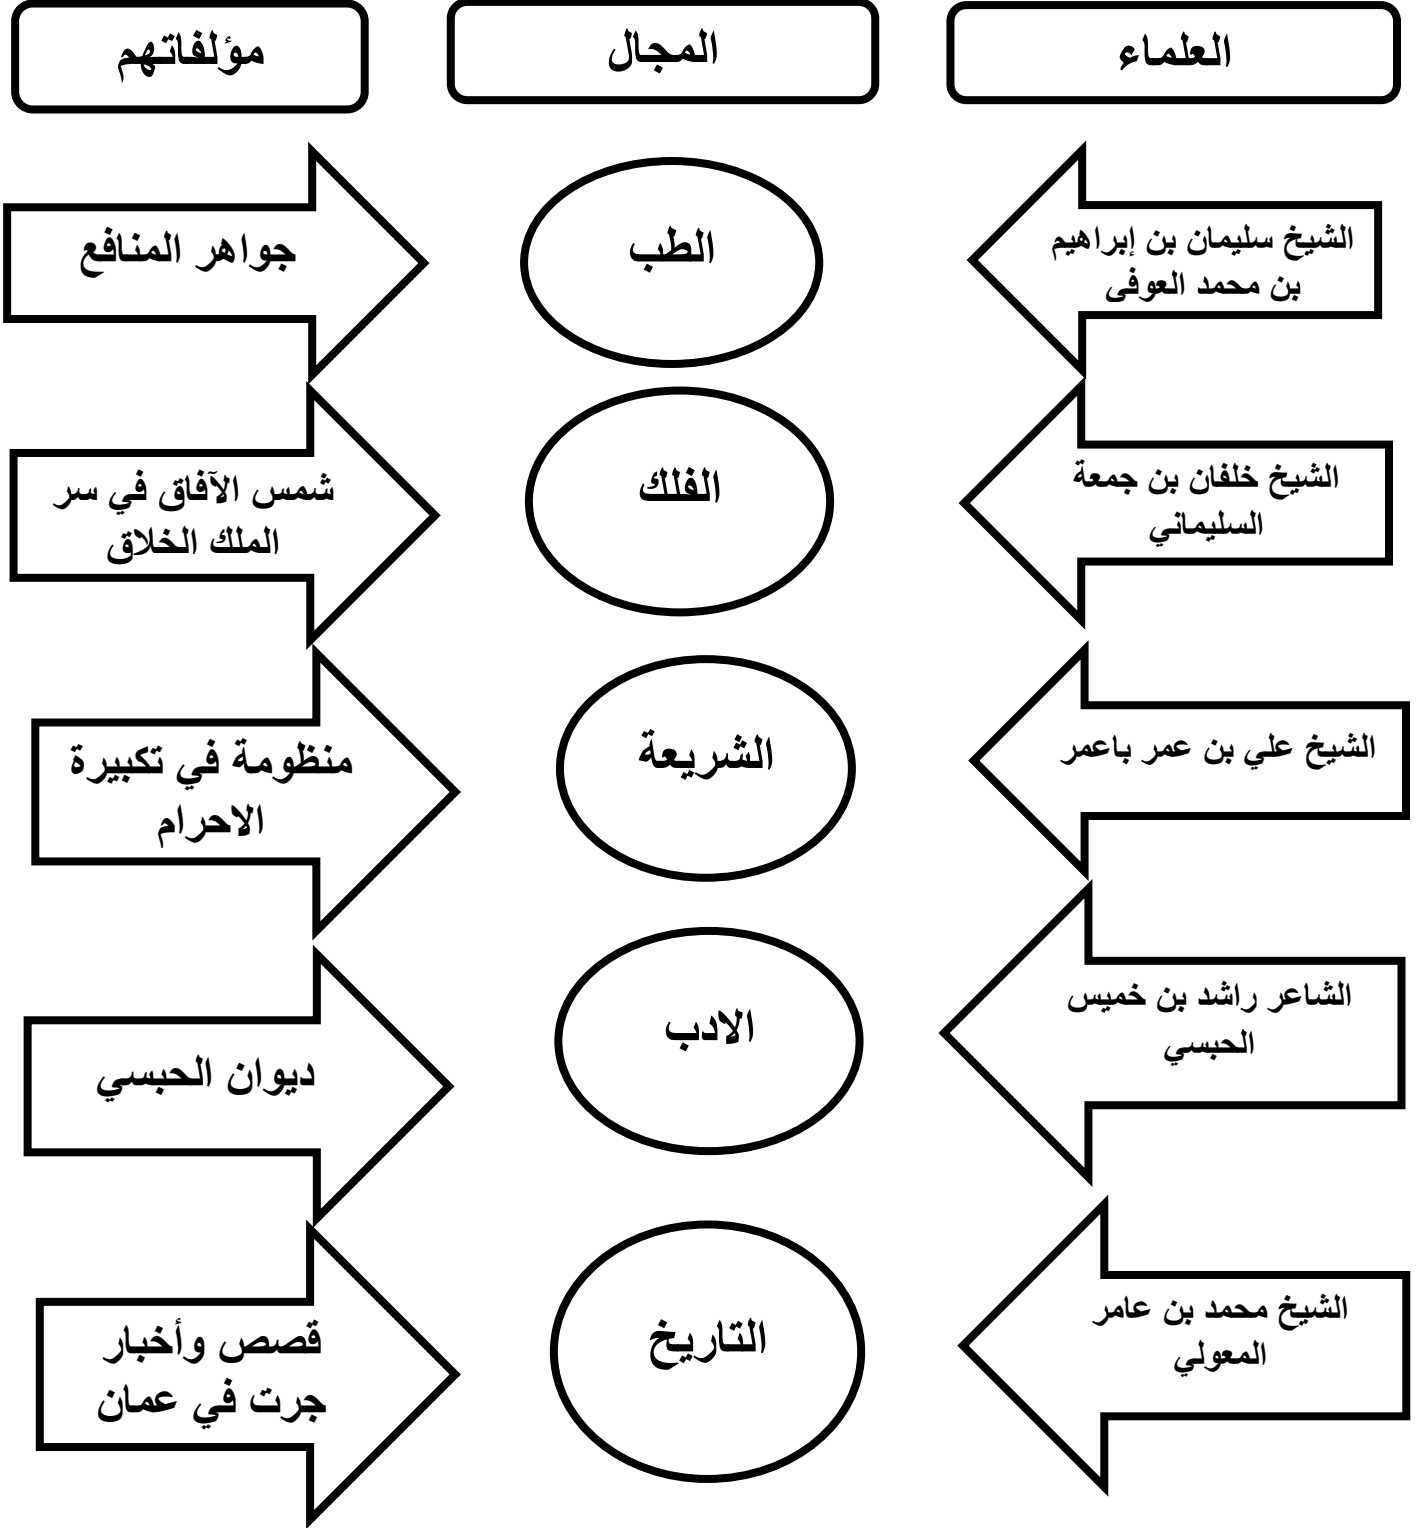 العلماء
المجال
مؤلفاتهم
الشيخ سليمان بن إبراهيم
بن محمد العوفى
الطب
جواهر المنافع
الشيخ خلفان بن جمعة
السليماني
الفلك
شمس الآفاق في سر
الملك الخلاق
الشيخ علي بن عمر باعمر
الشريعة
منظومة في تكبيرة
الاحرام
الشاعر راشد بن خميس
الحبسي
الادب
ديوان الحبسي
الشيخ محمد بن عامر
المعولي
التاريخ
قصص وأخبار
جرت في عمان